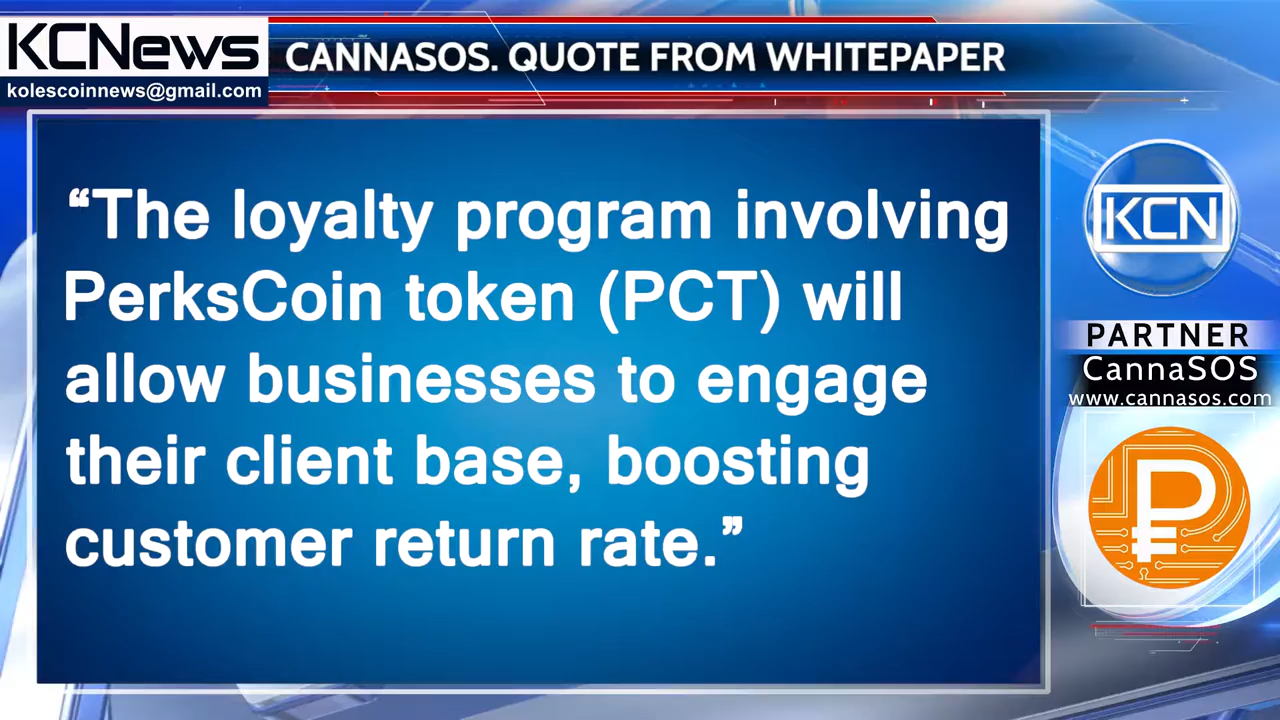 KCNews
kolescoinnews@gmail.com
CANNASOS. QUOTE FROM WHITEPAPER
“The loyalty program involving
PerksCoin token (PCT) will
allow businesses to engage
their client base, boosting
customer return rate.”
KCN
PARTNER
CannaSOS
www.cannasos.com